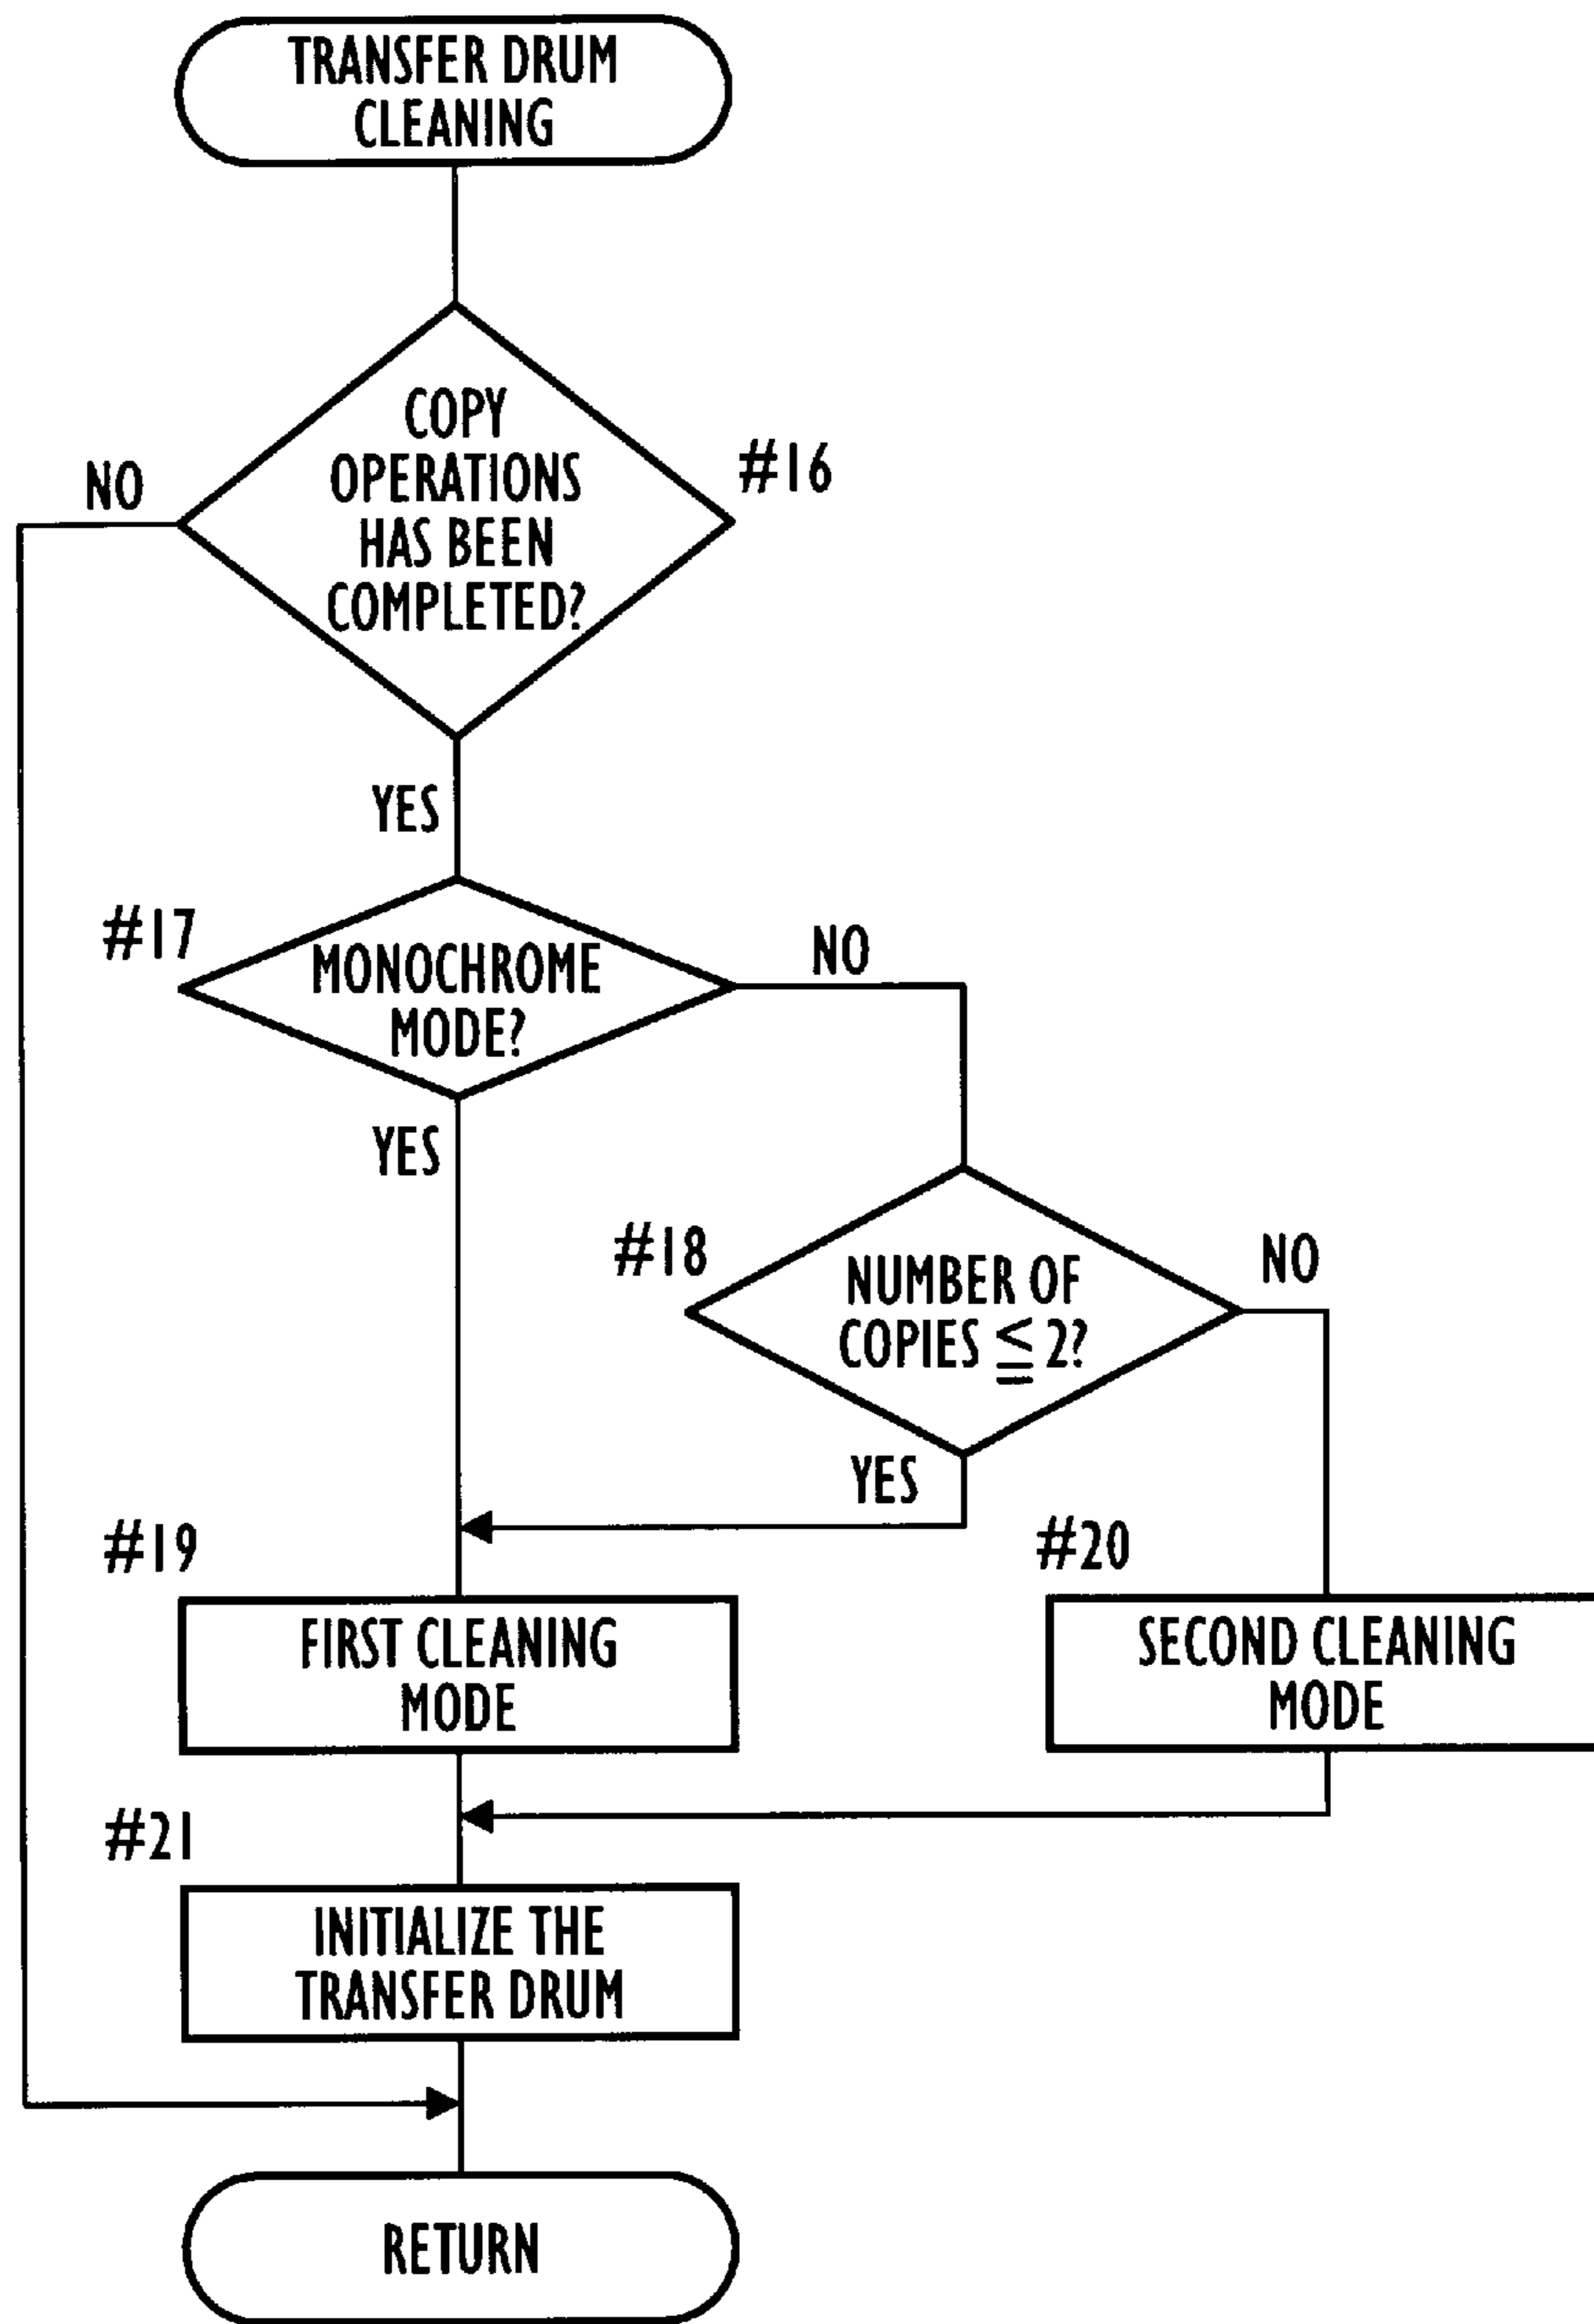 TRANSFER DRUM
CLEANING
COPY
OPERATIONS
HAS BEEN
COMPLETED?
#16
NO
YES
#17
MONOCHROME
MODE?
NO
YES
#18
NUMBER OF
COPIES ≦ 2?
NO
YES
#19
FIRST CLEANING
MODE
#20
SECOND CLEANING
MODE
#21
INITIALIZE THE
TRANSFER DRUM
RETURN